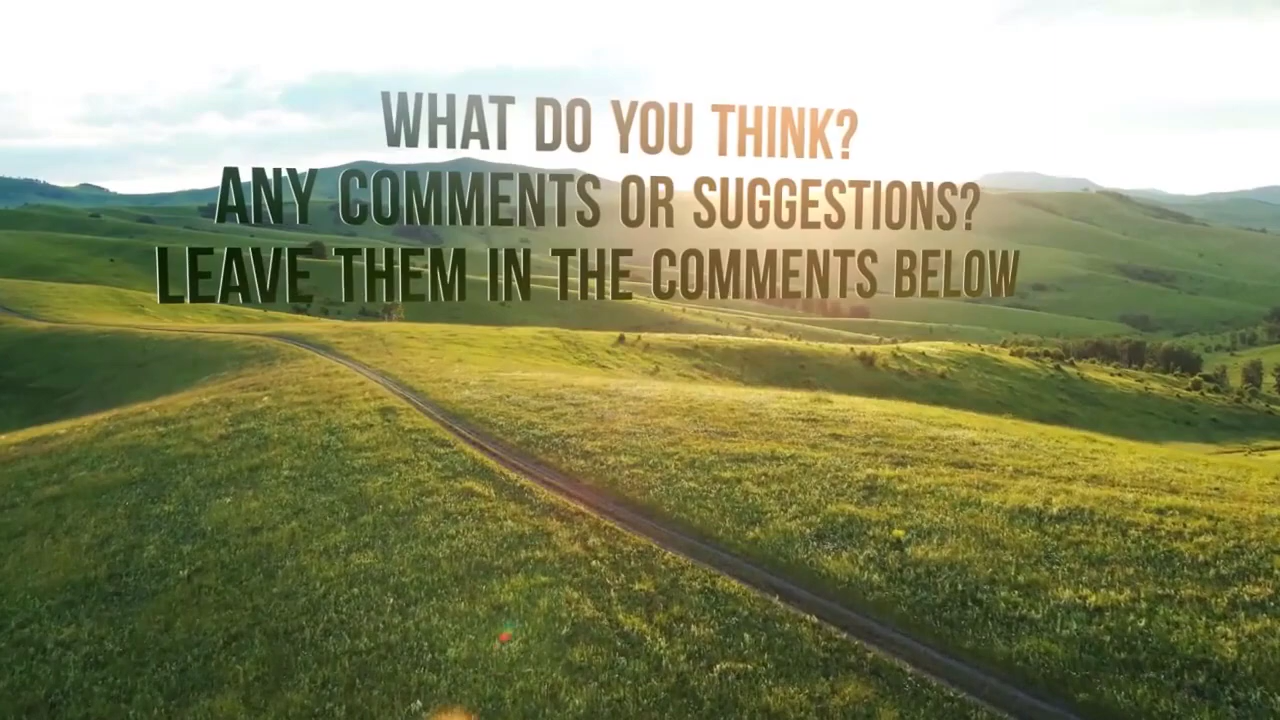 WHAT DO YOU THINK?
ANY COMMENTS OR SUGGESTIONS?
LEAVE THEM IN THE COMMENTS BELOW